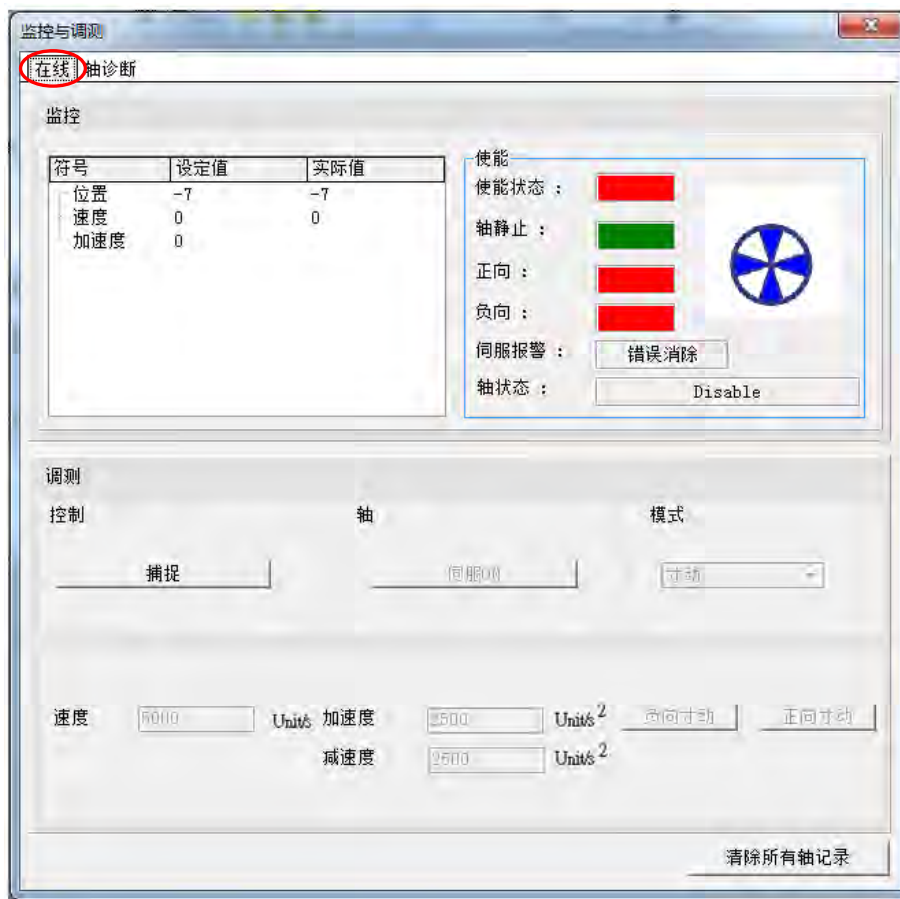 监控与调测
在线 轴诊断
监控
符号 设定值 实际值
位置 -7 -7
速度 0 0
加速度 0
使能
使能状态 :
轴静止 :
正向 :
负向 :
伺服报警 : 错误消除
轴状态 : Disable
调测
控制 轴 模式
捕捉 伺服ON 寸动
速度 5000 Unit/s 加速度 2500 Unit/s² 负向寸动 正向寸动
减速度 2500 Unit/s²
清除所有轴记录